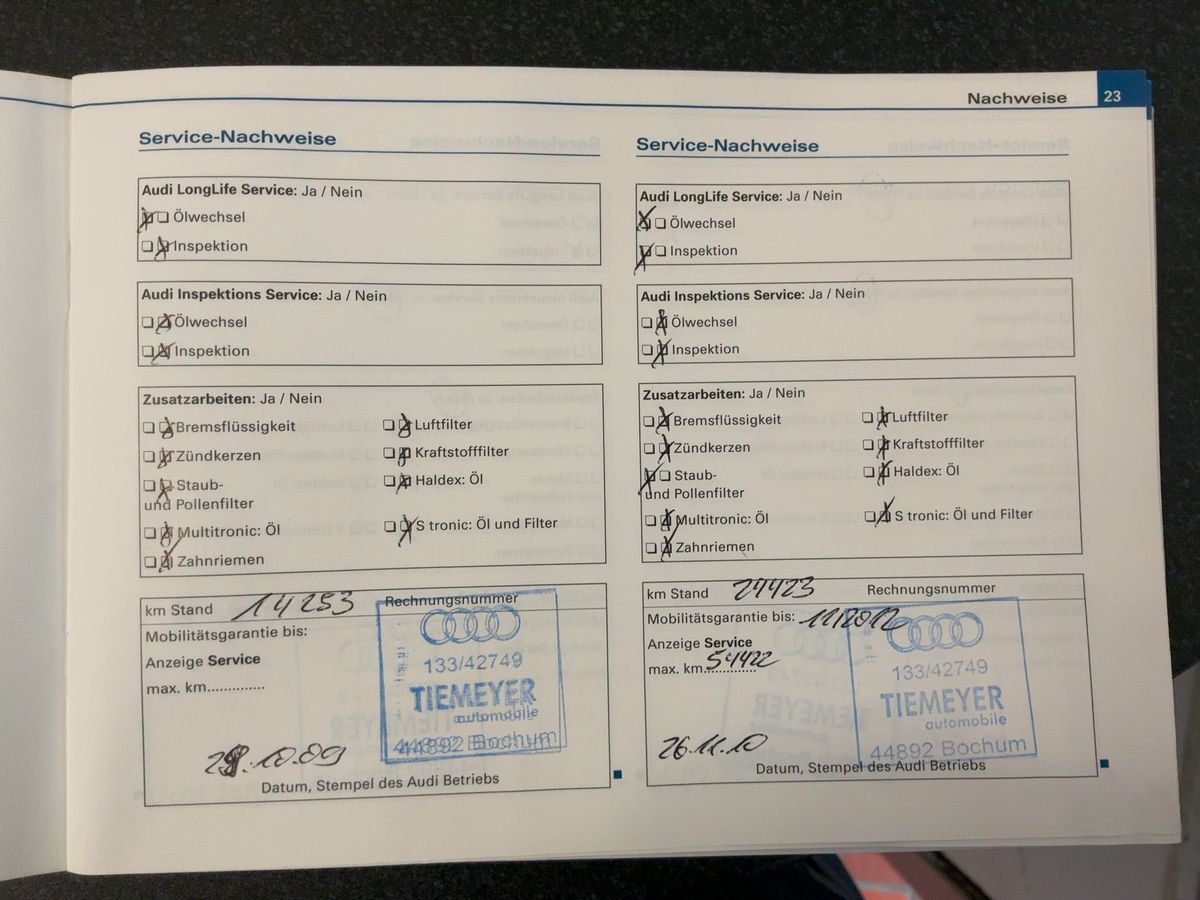 Nachweise 23
Service-Nachweise
Audi LongLife Service: Ja / Nein
Ölwechsel
Inspektion
Audi Inspektions Service: Ja / Nein
Ölwechsel
Inspektion
Zusatzarbeiten: Ja / Nein
Bremsflüssigkeit Luftfilter
Zündkerzen Kraftstofffilter
Staub- Haldex: Öl
und Pollenfilter
Multitronic: Öl S tronic: Öl und Filter
Zahnriemen
km Stand 14253 Rechnungsnummer
Mobilitätsgarantie bis:
Anzeige Service
max. km..............
133/42749
TIEMEYER
automobile
44892 Bochum
.10.09
Datum, Stempel des Audi Betriebs
Service-Nachweise
Audi LongLife Service: Ja / Nein
Ölwechsel
Inspektion
Audi Inspektions Service: Ja / Nein
Ölwechsel
Inspektion
Zusatzarbeiten: Ja / Nein
Bremsflüssigkeit Luftfilter
Zündkerzen Kraftstofffilter
Staub- Haldex: Öl
und Pollenfilter
Multitronic: Öl S tronic: Öl und Filter
Zahnriemen
km Stand 24423 Rechnungsnummer
Mobilitätsgarantie bis: 11/2012
Anzeige Service
max. km 54422
133/42749
TIEMEYER
automobile
44892 Bochum
26.11.10
Datum, Stempel des Audi Betriebs